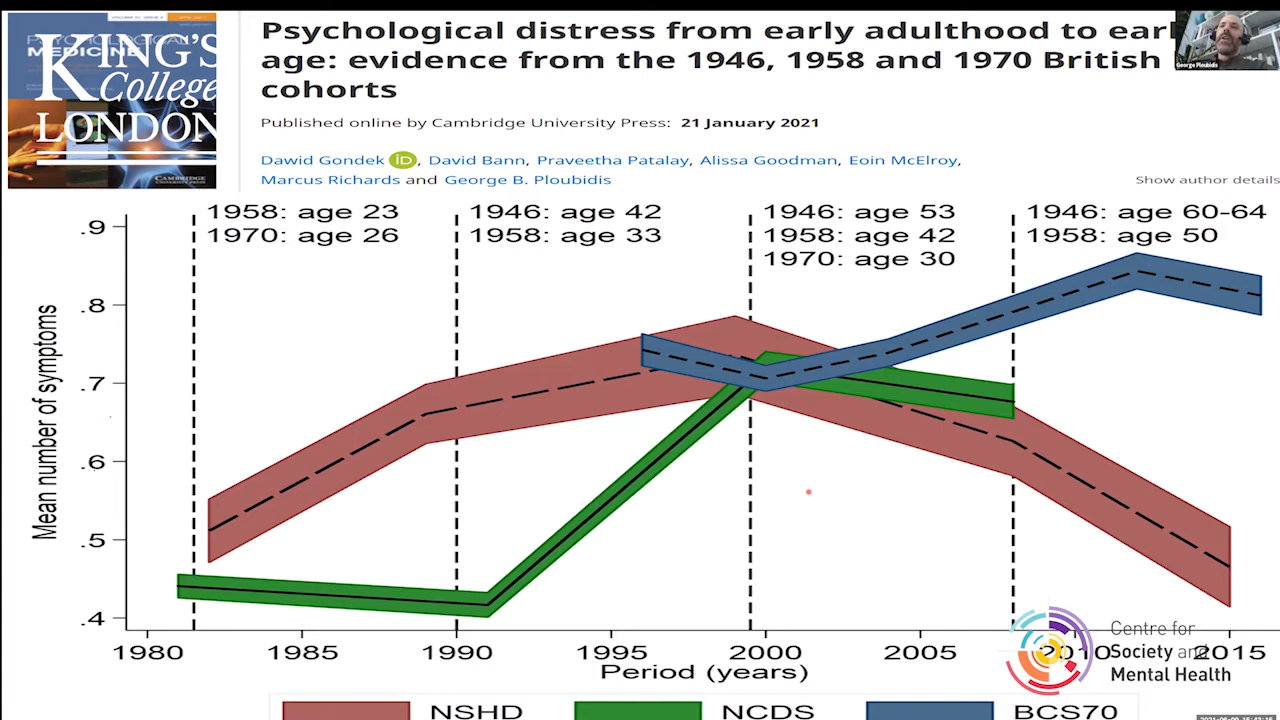 Psychological distress from early adulthood to earl
age: evidence from the 1946, 1958 and 1970 British
cohorts
Published online by Cambridge University Press: 21 January 2021
Dawid Gondek iD, David Bann, Praveetha Patalay, Alissa Goodman, Eoin McElroy,
Marcus Richards and George B. Ploubidis
Show author details
George Ploubidis
PSYCHOLOGICAL
MEDICINE
KING'S
College
LONDON
CAMBRIDGE
1958: age 23
1970: age 26
1946: age 42
1958: age 33
1946: age 53
1958: age 42
1970: age 30
1946: age 60-64
1958: age 50
Mean number of symptoms
.9
.8
.7
.6
.5
.4
1980 1985 1990 1995 2000 2005 2010 2015
Period (years)
NSHD NCDS BCS70
Centre for
Society and
Mental Health